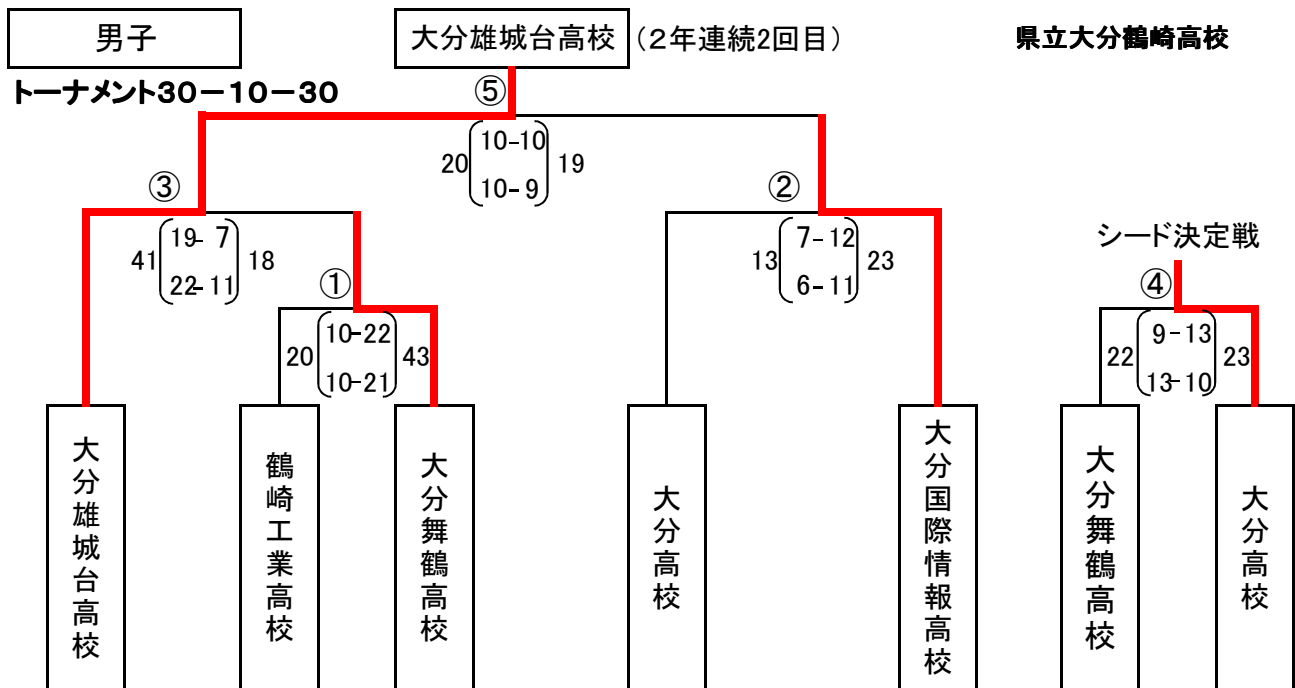 男子
大分雄城台高校 (2年連続2回目)
県立大分鶴崎高校
トーナメント30-10-30
⑤
20 10-10 19
10-9
③
②
41 19-7 18
22-11
13 7-12 23
6-11
シード決定戦
①
④
20 10-22 43
10-21
22 9-13 23
13-10
大分雄城台高校
鶴崎工業高校
大分舞鶴高校
大分高校
大分国際情報高校
大分舞鶴高校
大分高校